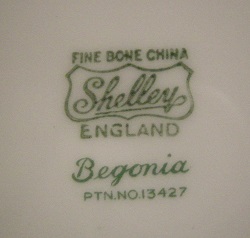 FINE BONE CHINA
Shelley
ENGLAND
Begonia
PTN.NO.13427